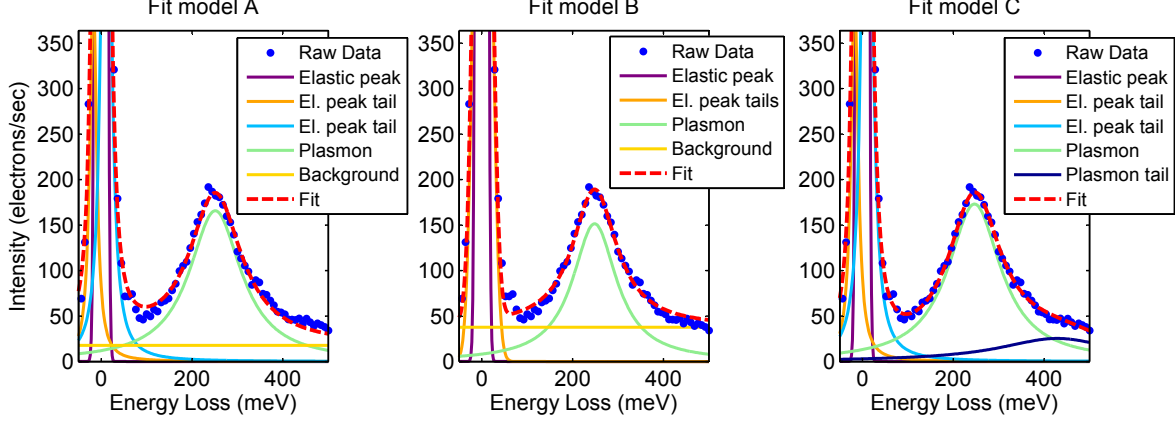 Fit model A
350
300
250
200
150
100
50
0
Intensity (electrons/sec)
0
200
400
Energy Loss (meV)
Raw Data
Elastic peak
El. peak tail
El. peak tail
Plasmon
Background
Fit
Fit model B
350
300
250
200
150
100
50
0
0
200
400
Energy Loss (meV)
Raw Data
Elastic peak
El. peak tails
Plasmon
Background
Fit
Fit model C
350
300
250
200
150
100
50
0
0
200
400
Energy Loss (meV)
Raw Data
Elastic peak
El. peak tail
El. peak tail
Plasmon
Plasmon tail
Fit